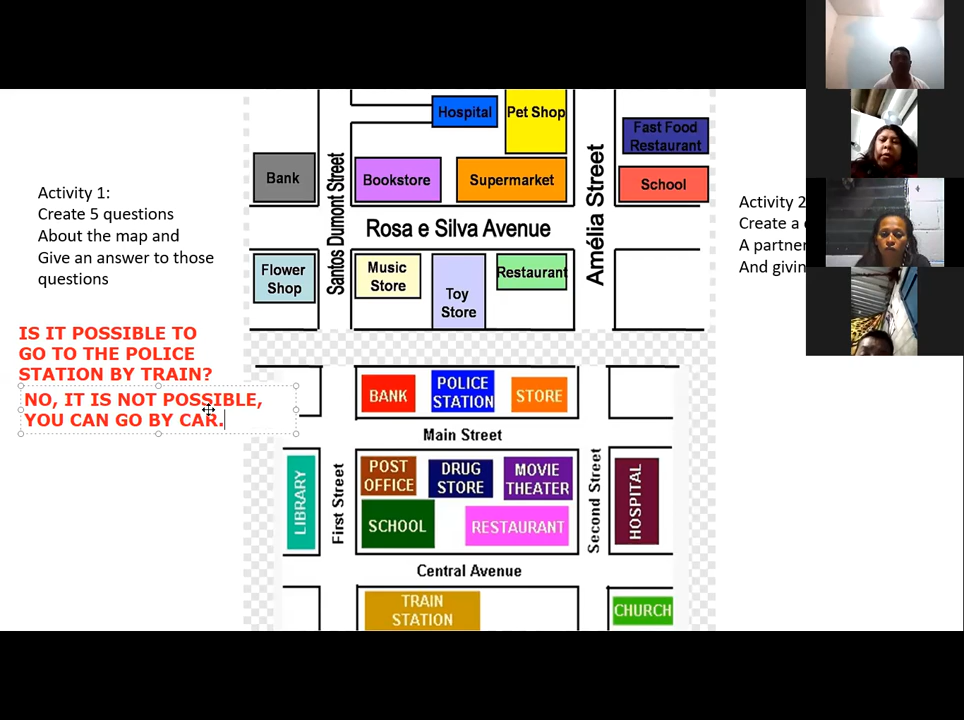 Activity 1:
Create 5 questions
About the map and
Give an answer to those
questions
IS IT POSSIBLE TO
GO TO THE POLICE
STATION BY TRAIN?
NO, IT IS NOT POSSIBLE,
YOU CAN GO BY CAR.
Hospital
Pet Shop
Fast Food
Restaurant
Bank
Bookstore
Supermarket
School
Santos Dumont Street
Rosa e Silva Avenue
Amélia Street
Flower
Shop
Music
Store
Toy
Store
Restaurant
BANK
POLICE
STATION
STORE
Main Street
LIBRARY
First Street
POST
OFFICE
DRUG
STORE
MOVIE
THEATER
SCHOOL
RESTAURANT
Second Street
HOSPITAL
Central Avenue
TRAIN
STATION
CHURCH
Activity 2
Create a
A partner
And